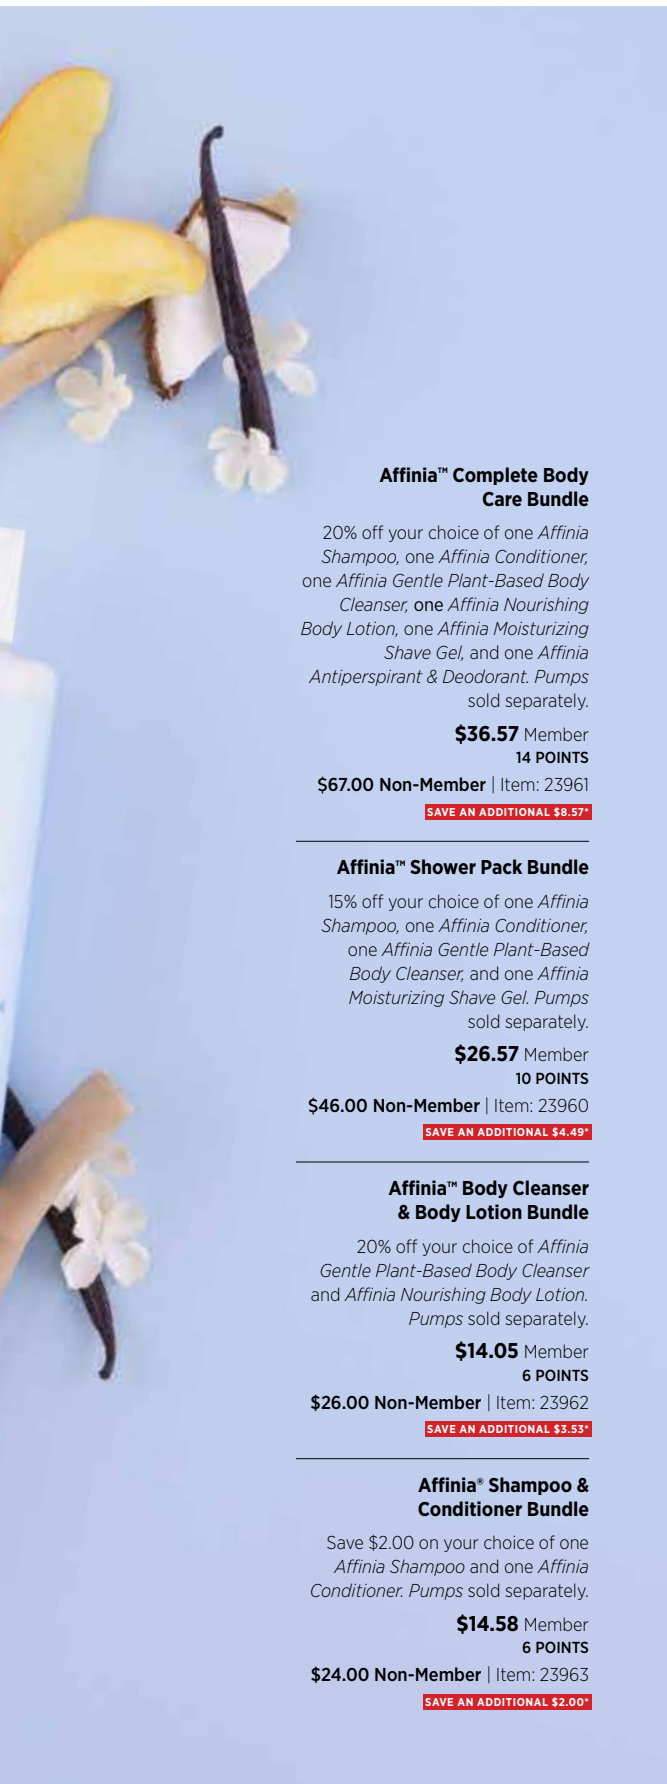 Affinia™ Complete Body
Care Bundle
20% off your choice of one Affinia
Shampoo, one Affinia Conditioner,
one Affinia Gentle Plant-Based Body
Cleanser, one Affinia Nourishing
Body Lotion, one Affinia Moisturizing
Shave Gel, and one Affinia
Antiperspirant & Deodorant. Pumps
sold separately.
$36.57 Member
14 POINTS
$67.00 Non-Member | Item: 23961
SAVE AN ADDITIONAL $8.57*
Affinia™ Shower Pack Bundle
15% off your choice of one Affinia
Shampoo, one Affinia Conditioner,
one Affinia Gentle Plant-Based
Body Cleanser, and one Affinia
Moisturizing Shave Gel. Pumps
sold separately.
$26.57 Member
10 POINTS
$46.00 Non-Member | Item: 23960
SAVE AN ADDITIONAL $4.49*
Affinia™ Body Cleanser
& Body Lotion Bundle
20% off your choice of Affinia
Gentle Plant-Based Body Cleanser
and Affinia Nourishing Body Lotion.
Pumps sold separately.
$14.05 Member
6 POINTS
$26.00 Non-Member | Item: 23962
SAVE AN ADDITIONAL $3.53*
Affinia® Shampoo &
Conditioner Bundle
Save $2.00 on your choice of one
Affinia Shampoo and one Affinia
Conditioner. Pumps sold separately.
$14.58 Member
6 POINTS
$24.00 Non-Member | Item: 23963
SAVE AN ADDITIONAL $2.00*